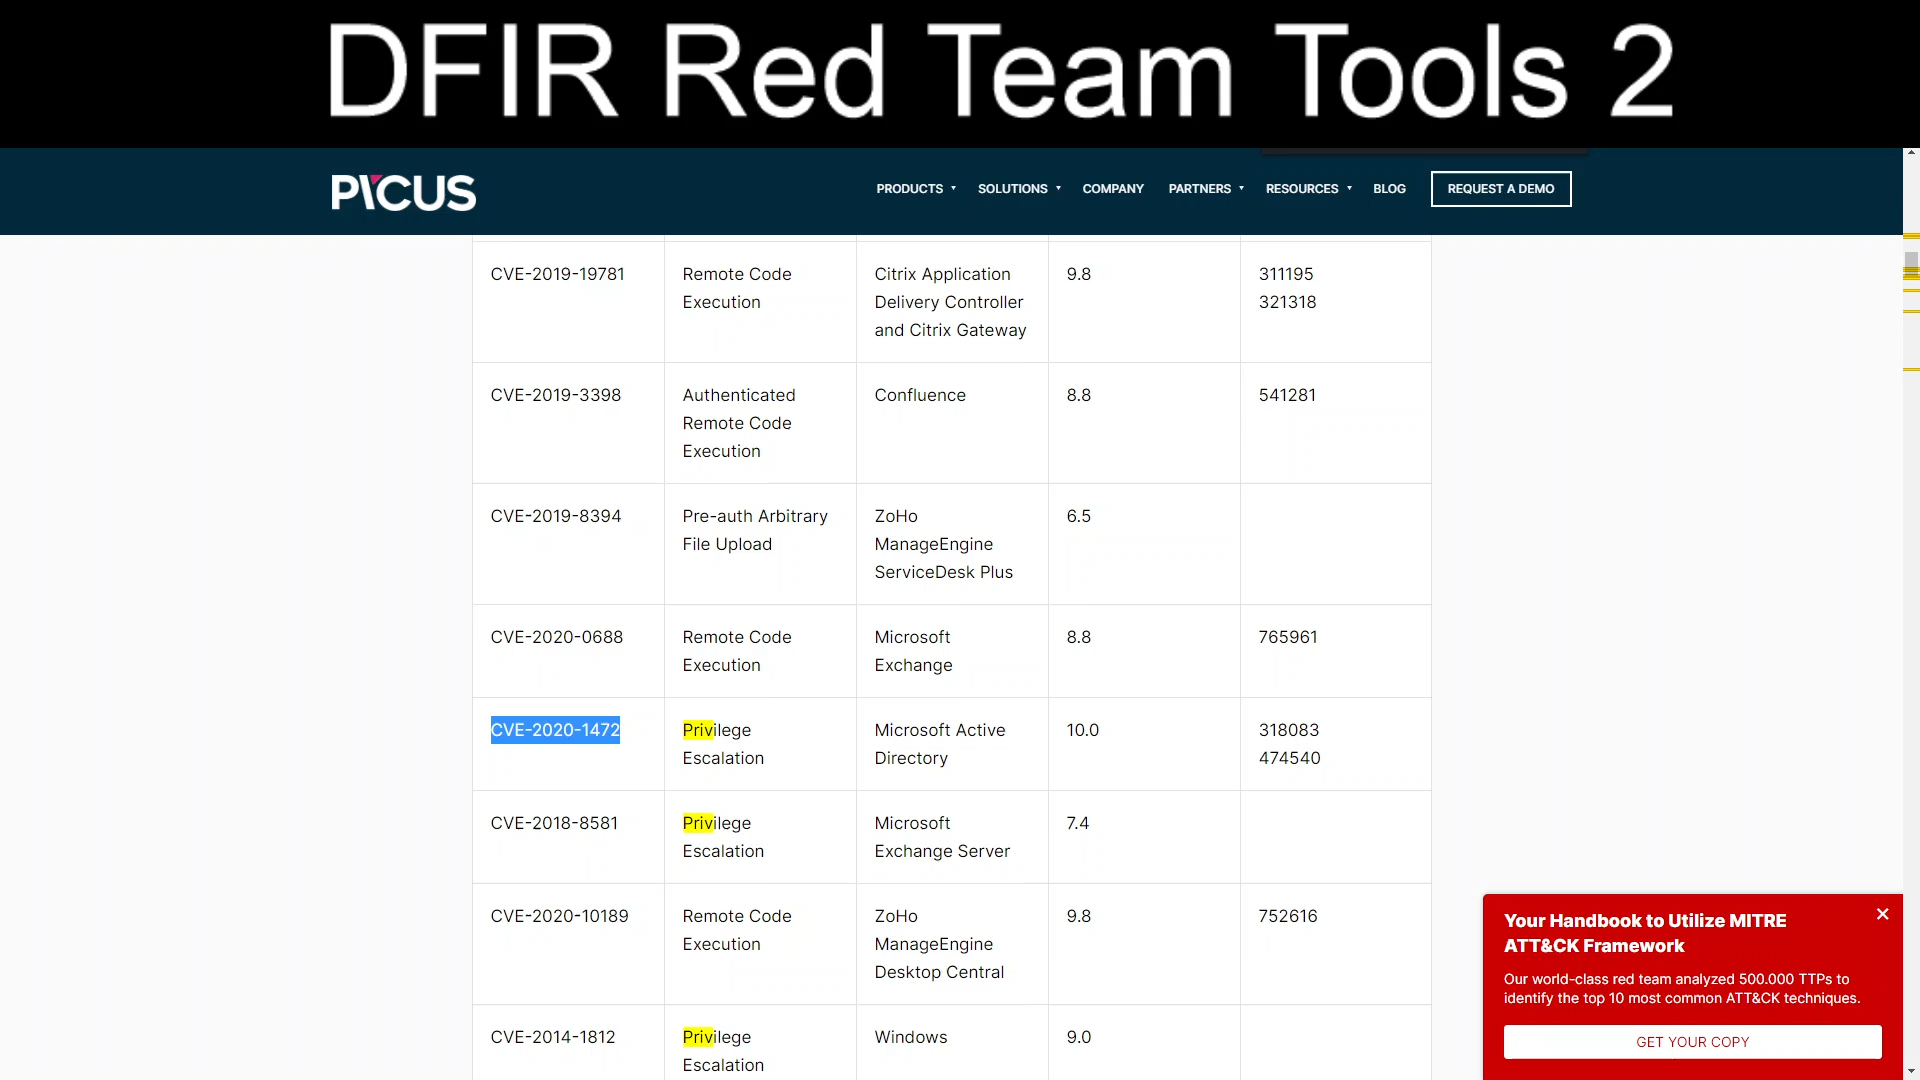 DFIR Red Team Tools 2
PICUS
PRODUCTS
SOLUTIONS
COMPANY
PARTNERS
RESOURCES
BLOG
REQUEST A DEMO
CVE-2019-19781
Remote Code
Execution
Citrix Application
Delivery Controller
and Citrix Gateway
9.8
311195
321318
CVE-2019-3398
Authenticated
Remote Code
Execution
Confluence
8.8
541281
CVE-2019-8394
Pre-auth Arbitrary
File Upload
ZoHo
ManageEngine
ServiceDesk Plus
6.5
CVE-2020-0688
Remote Code
Execution
Microsoft
Exchange
8.8
765961
CVE-2020-1472
Privilege
Escalation
Microsoft Active
Directory
10.0
318083
474540
CVE-2018-8581
Privilege
Escalation
Microsoft
Exchange Server
7.4
CVE-2020-10189
Remote Code
Execution
ZoHo
ManageEngine
Desktop Central
9.8
752616
CVE-2014-1812
Privilege
Escalation
Windows
9.0
Your Handbook to Utilize MITRE
ATT&CK Framework
Our world-class red team analyzed 500.000 TTPs to
identify the top 10 most common ATT&CK techniques.
GET YOUR COPY